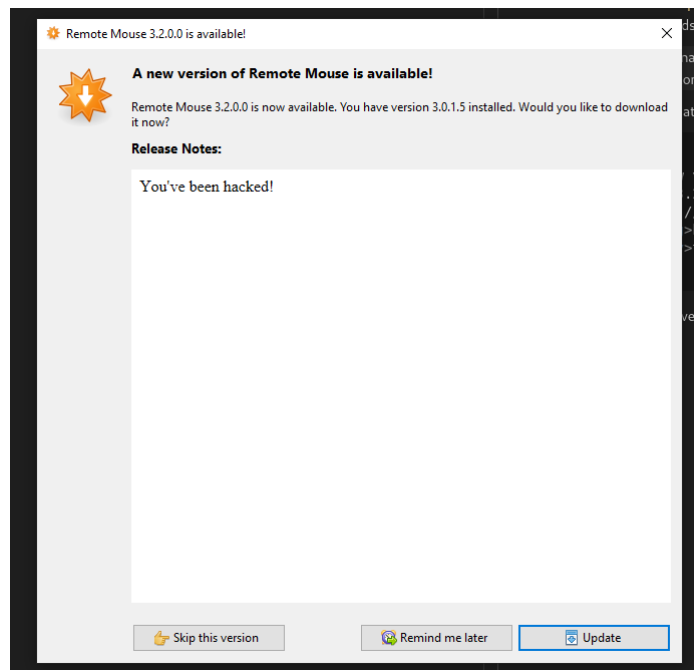 Remote Mouse 3.2.0.0 is available!
A new version of Remote Mouse is available!
Remote Mouse 3.2.0.0 is now available. You have version 3.0.1.5 installed. Would you like to download
it now?
Release Notes:
You've been hacked!
Skip this version
Remind me later
Update